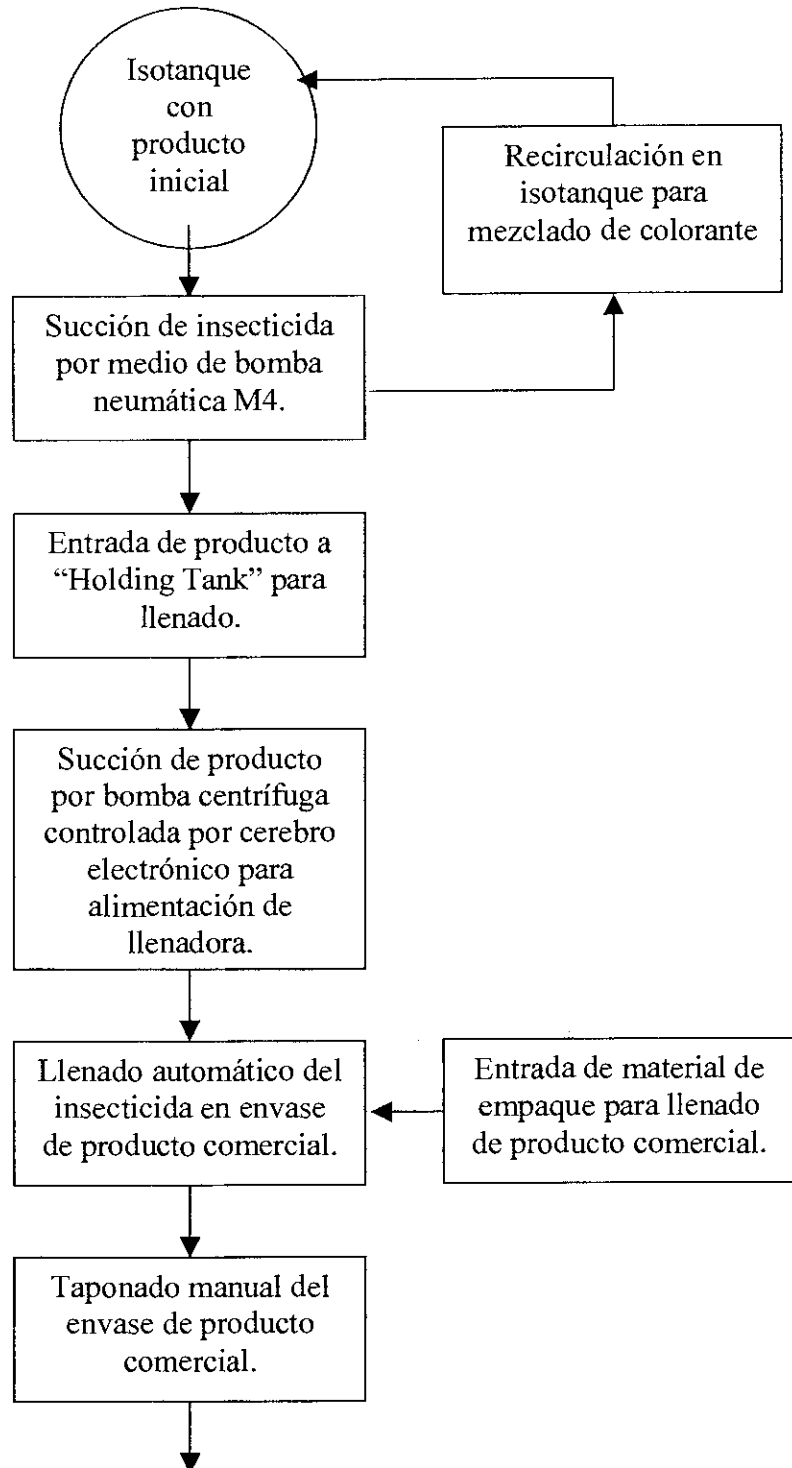 Isotanque
con
producto
inicial
Recirculación en
isotanque para
mezclado de colorante
Succión de insecticida
por medio de bomba
neumática M4.
Entrada de producto a
“Holding Tank” para
llenado.
Succión de producto
por bomba centrífuga
controlada por cerebro
electrónico para
alimentación de
llenadora.
Llenado automático del
insecticida en envase
de producto comercial.
Entrada de material de
empaque para llenado
de producto comercial.
Taponado manual del
envase de producto
comercial.